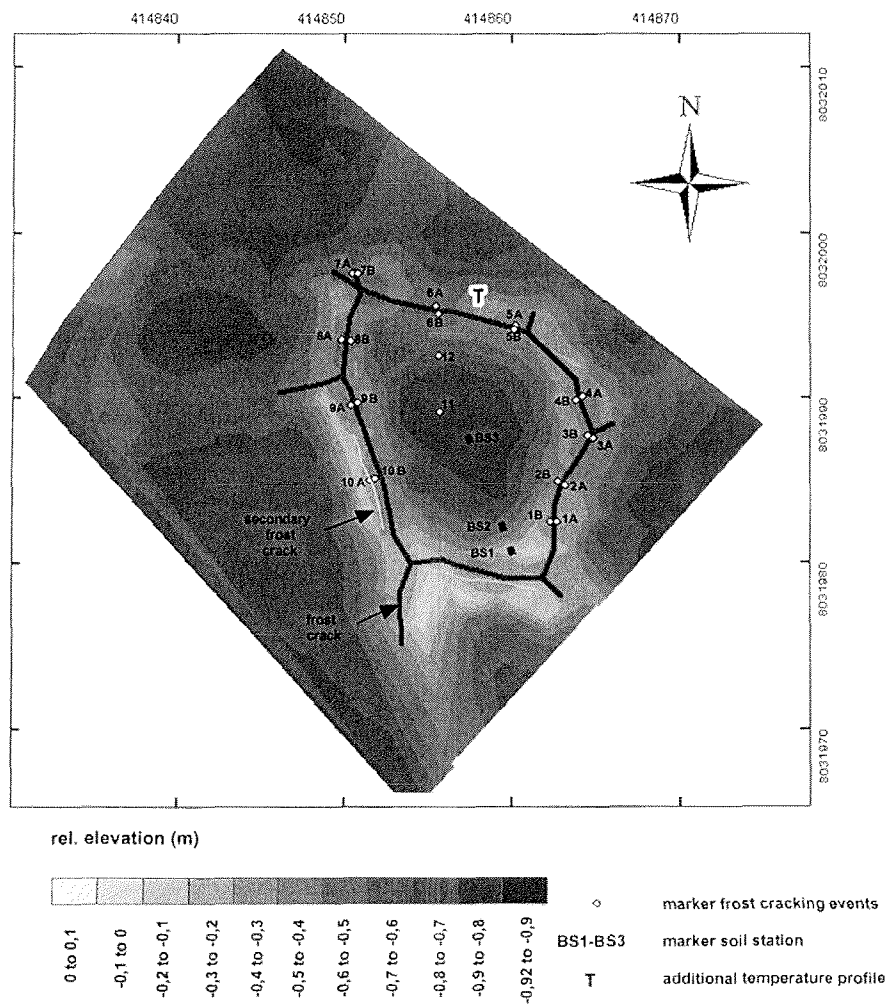 414840 414850 414860 414870
8032010
N
8032000
7A 7B
6A
T
6B
5A
5B
8A 8B
12
4B 4A
9A 9B
11
8031990
3B
3A
BS3
10 A 10 B
2B 2A
secondary
frost
crack
BS2
1B 1A
BS1
8031980
frost
crack
8031970
rel. elevation (m)
0 to 0,1
-0,1 to 0
-0,2 to -0,1
-0,3 to -0,2
-0,4 to -0,3
-0,5 to -0,4
-0,6 to -0,5
-0,7 to -0,6
-0,8 to -0,7
-0,9 to -0,8
-0,92 to -0,9
marker frost cracking events
BS1-BS3 marker soil station
T additional temperature profile